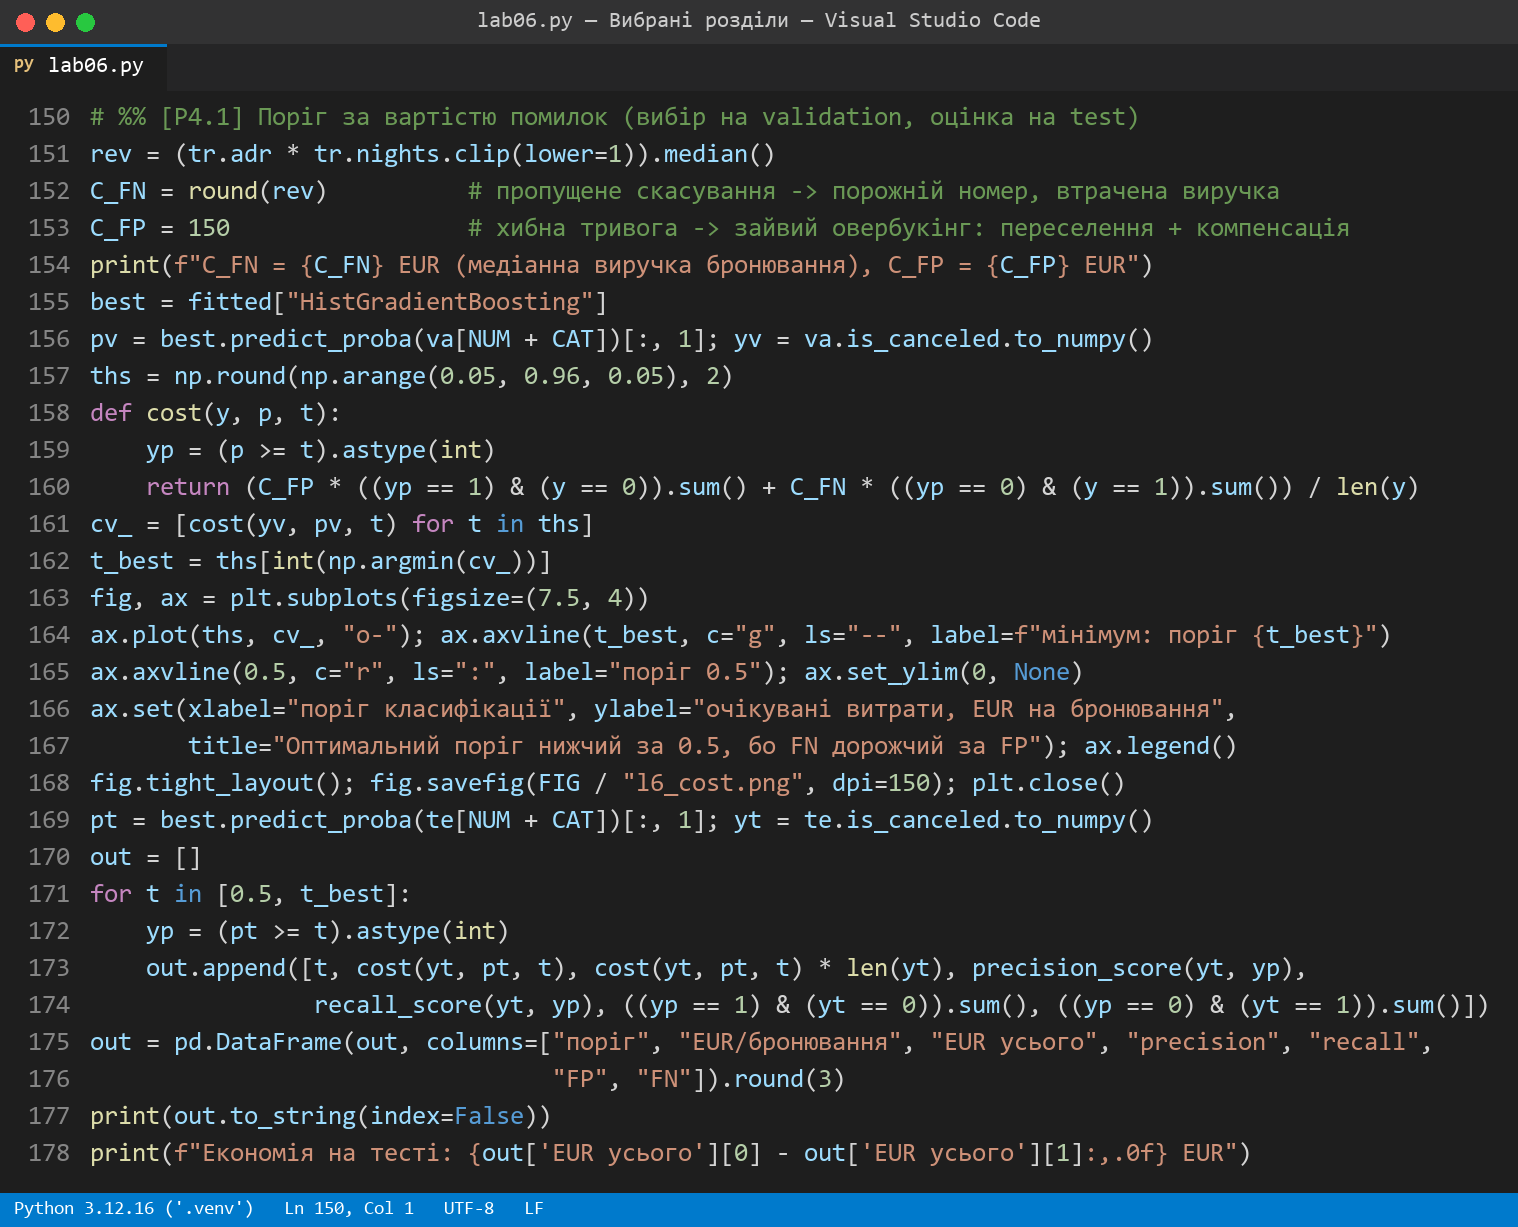 lab06.py — Вибрані розділи — Visual Studio Code
py lab06.py
150 # %% [P4.1] Поріг за вартістю помилок (вибір на validation, оцінка на test)
151 rev = (tr.adr * tr.nights.clip(lower=1)).median()
152 C_FN = round(rev)          # пропущене скасування -> порожній номер, втрачена виручка
153 C_FP = 150                 # хибна тривога -> зайвий овербукінг: переселення + компенсація
154 print(f"C_FN = {C_FN} EUR (медіанна виручка бронювання), C_FP = {C_FP} EUR")
155 best = fitted["HistGradientBoosting"]
156 pv = best.predict_proba(va[NUM + CAT])[:, 1]; yv = va.is_canceled.to_numpy()
157 ths = np.round(np.arange(0.05, 0.96, 0.05), 2)
158 def cost(y, p, t):
159     yp = (p >= t).astype(int)
160     return (C_FP * ((yp == 1) & (y == 0)).sum() + C_FN * ((yp == 0) & (y == 1)).sum()) / len(y)
161 cv_ = [cost(yv, pv, t) for t in ths]
162 t_best = ths[int(np.argmin(cv_))]
163 fig, ax = plt.subplots(figsize=(7.5, 4))
164 ax.plot(ths, cv_, "o-"); ax.axvline(t_best, c="g", ls="--", label=f"мінімум: поріг {t_best}")
165 ax.axvline(0.5, c="r", ls=":", label="поріг 0.5"); ax.set_ylim(0, None)
166 ax.set(xlabel="поріг класифікації", ylabel="очікувані витрати, EUR на бронювання",
167        title="Оптимальний поріг нижчий за 0.5, бо FN дорожчий за FP"); ax.legend()
168 fig.tight_layout(); fig.savefig(FIG / "l6_cost.png", dpi=150); plt.close()
169 pt = best.predict_proba(te[NUM + CAT])[:, 1]; yt = te.is_canceled.to_numpy()
170 out = []
171 for t in [0.5, t_best]:
172     yp = (pt >= t).astype(int)
173     out.append([t, cost(yt, pt, t), cost(yt, pt, t) * len(yt), precision_score(yt, yp),
174                 recall_score(yt, yp), ((yp == 1) & (yt == 0)).sum(), ((yp == 0) & (yt == 1)).sum()])
175 out = pd.DataFrame(out, columns=["поріг", "EUR/бронювання", "EUR усього", "precision", "recall",
176                                  "FP", "FN"]).round(3)
177 print(out.to_string(index=False))
178 print(f"Економія на тесті: {out['EUR усього'][0] - out['EUR усього'][1]:,.0f} EUR")
Python 3.12.16 ('.venv')   Ln 150, Col 1   UTF-8   LF